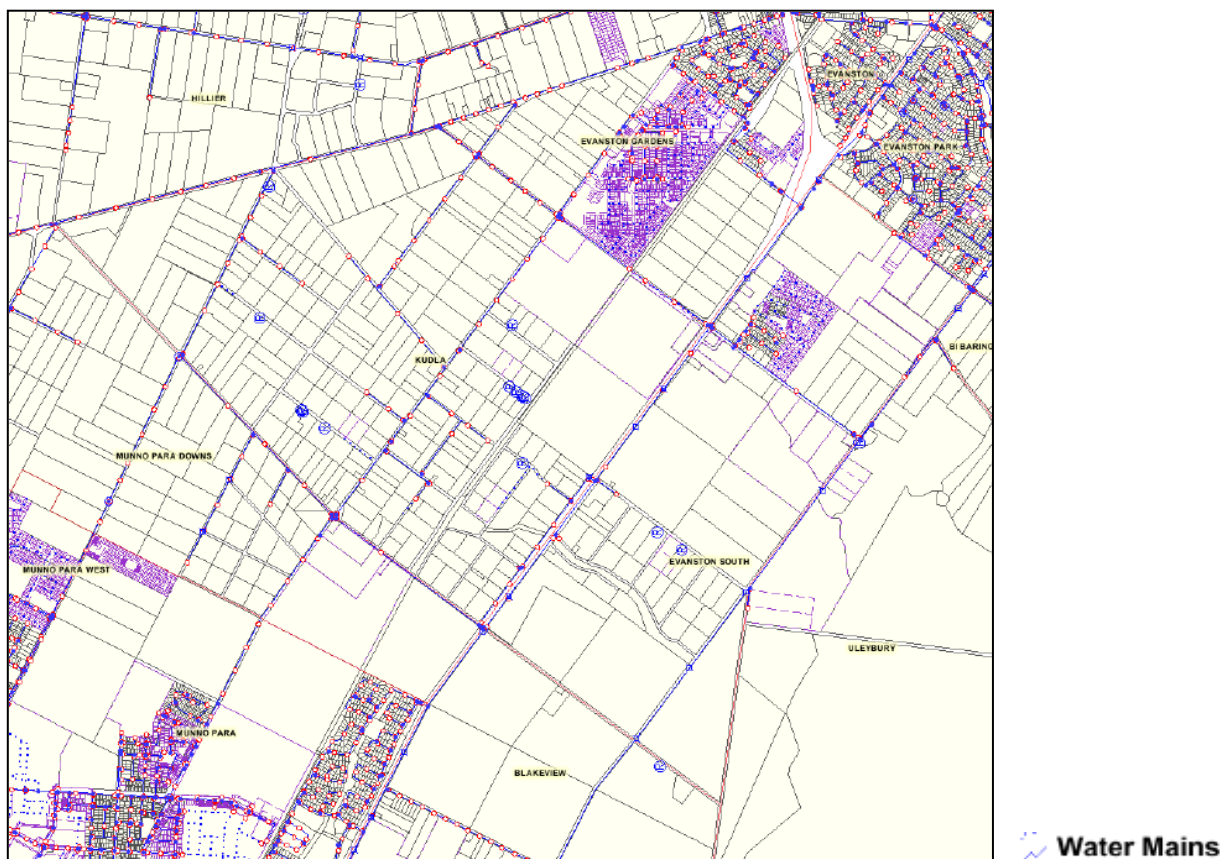 EVANSTON
HILLIER
EVANSTON GARDENS
EVANSTON PARK
BIBARING
KUDLA
MUNNO PARA DOWNS
EVANSTON SOUTH
MUNNO PARA WEST
ULEYBURY
MUNNO PARA
BLAKEVIEW
Water Mains